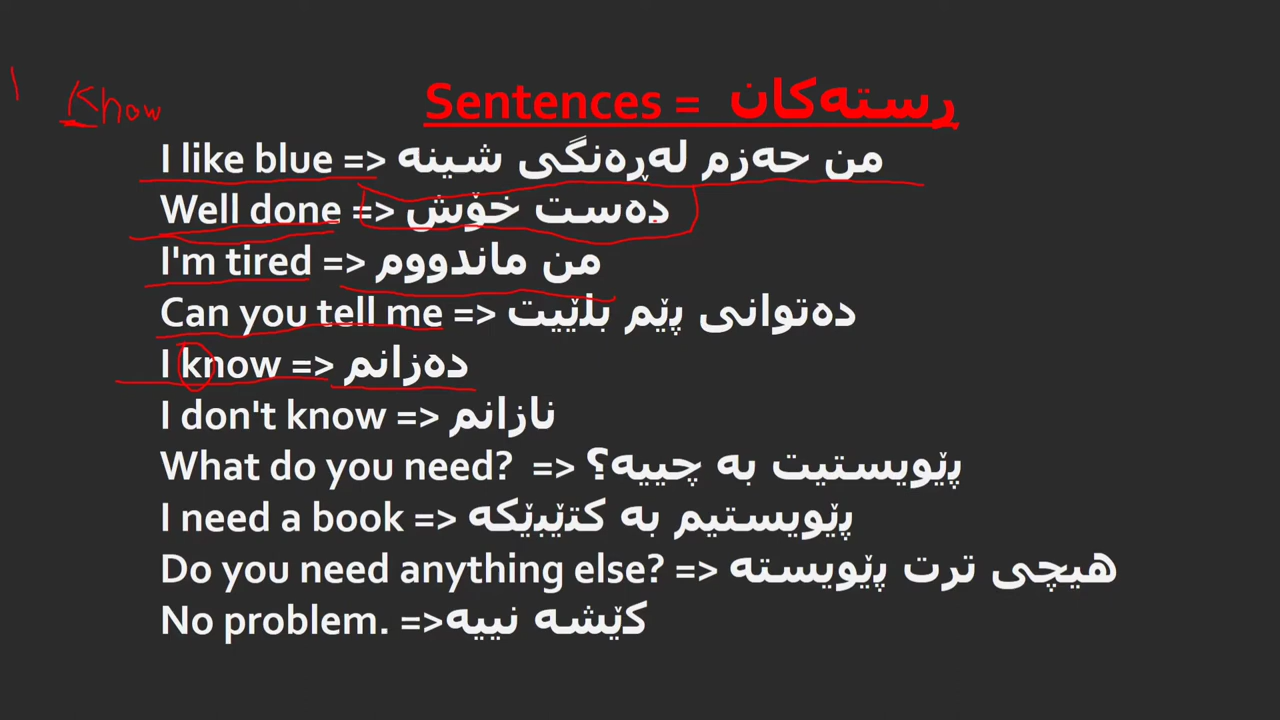 I Know
Sentences = ڕستەکان
I like blue => من حەزم لەڕەنگی شینە
Well done => دەست خۆش
I'm tired => من ماندووم
Can you tell me => دەتوانی پێم بڵێیت
I know => دەزانم
I don't know => نازانم
What do you need? => پێویستیت بە چییە؟
I need a book => پێویستیم بە کتێبێکە
Do you need anything else? => هیچی ترت پێویستە
No problem. => کێشە نییە